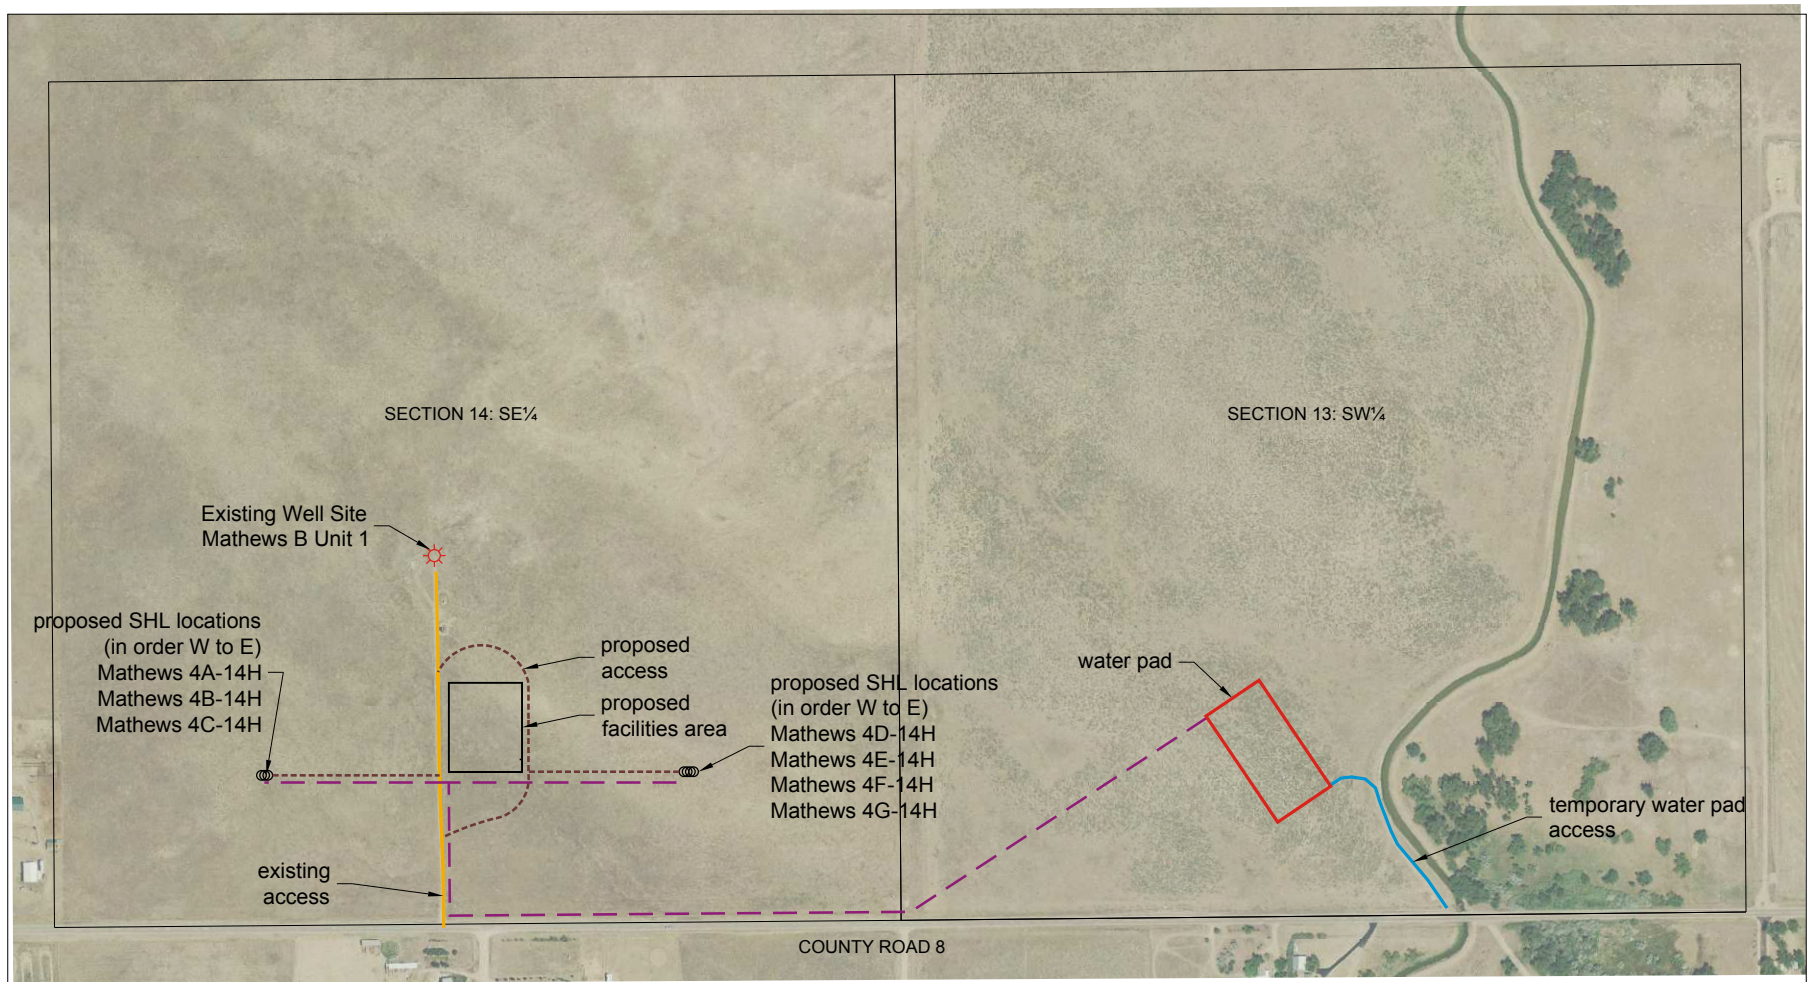 SECTION 14: SE¼
SECTION 13: SW¼
Existing Well Site
Mathews B Unit 1
proposed SHL locations
(in order W to E)
Mathews 4A-14H
Mathews 4B-14H
Mathews 4C-14H
proposed
access
proposed
facilities area
proposed SHL locations
(in order W to E)
Mathews 4D-14H
Mathews 4E-14H
Mathews 4F-14H
Mathews 4G-14H
water pad
temporary water pad
access
existing
access
COUNTY ROAD 8